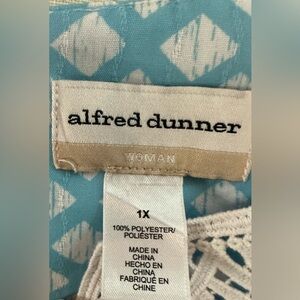 alfred dunner
WOMAN
1X
100% POLYESTER/
POLIÉSTER
MADE IN
CHINA
HECHO EN
CHINA
FABRIQUÉ EN
CHINE